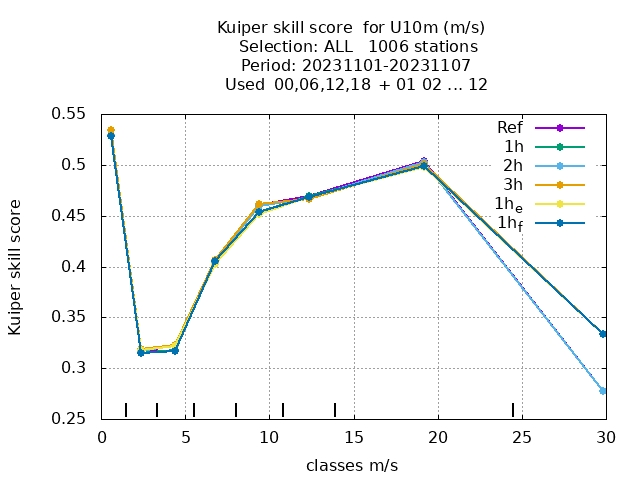 Kuiper skill score  for U10m (m/s)
Selection: ALL   1006 stations
Period: 20231101-20231107
Used  00,06,12,18 + 01 02 ... 12
Kuiper skill score
0.55
0.5
0.45
0.4
0.35
0.3
0.25
Ref
1h
2h
3h
1h_e
1h_f
0 5 10 15 20 25 30
classes m/s